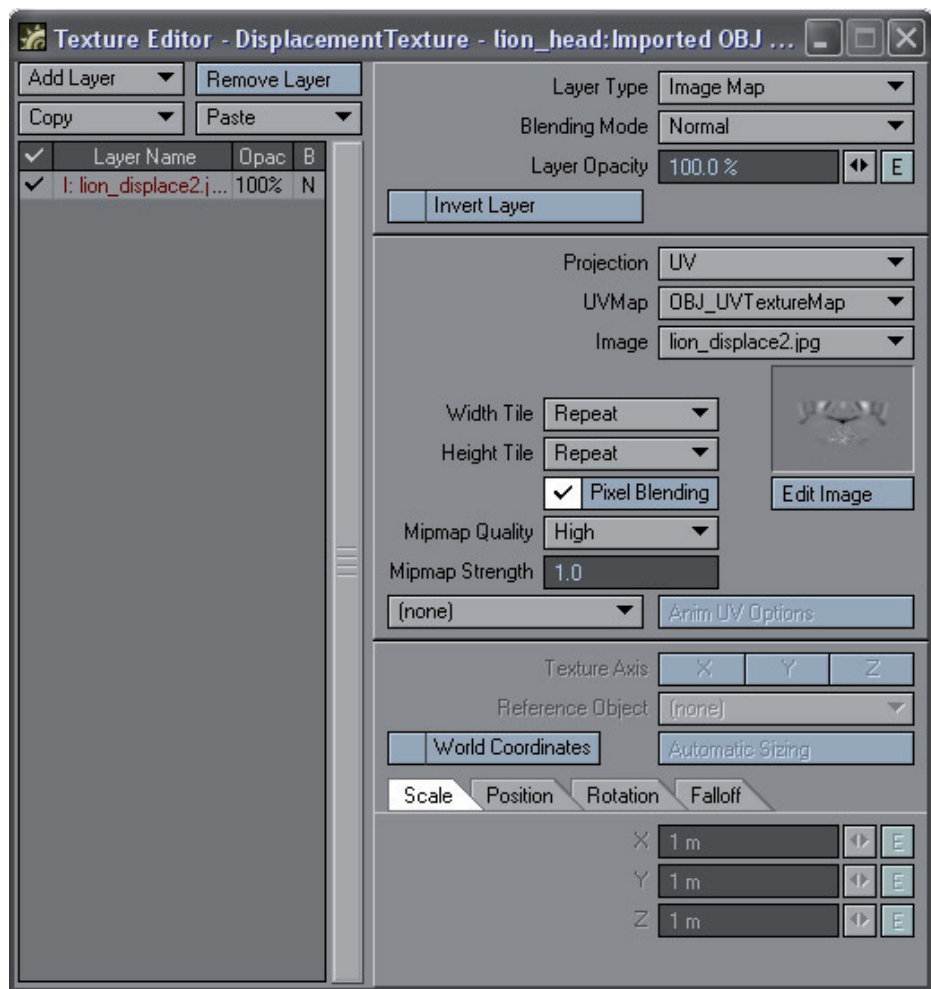 Texture Editor - DisplacementTexture - lion_head:Imported OBJ ...
Add Layer Remove Layer
Copy Paste
Layer Name Opac B
I: lion_displace2.j... 100% N
Layer Type Image Map
Blending Mode Normal
Layer Opacity 100.0 % E
Invert Layer
Projection UV
UVMap OBJ_UVTextureMap
Image lion_displace2.jpg
Width Tile Repeat
Height Tile Repeat
Pixel Blending Edit Image
Mipmap Quality High
Mipmap Strength 1.0
(none) Anim UV Options
Texture Axis X Y Z
Reference Object (none)
World Coordinates Automatic Sizing
Scale Position Rotation Falloff
X 1 m E
Y 1 m E
Z 1 m E